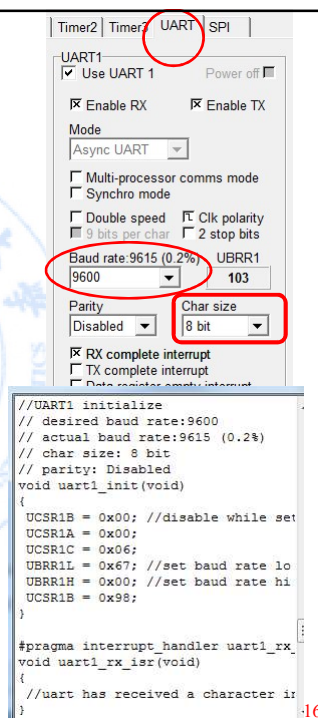 Timer2 Timer3 UART SPI
UART1
Use UART 1 Power off
Enable RX Enable TX
Mode
Async UART
Multi-processor comms mode
Synchro mode
Double speed Clk polarity
9 bits per char 2 stop bits
Baud rate:9615 (0.2%) UBRR1
9600 103
Parity Char size
Disabled 8 bit
RX complete interrupt
TX complete interrupt
Data register empty interrupt
//UART1 initialize
// desired baud rate:9600
// actual baud rate:9615 (0.2%)
// char size: 8 bit
// parity: Disabled
void uart1_init(void)
{
UCSR1B = 0x00; //disable while set
UCSR1A = 0x00;
UCSR1C = 0x06;
UBRR1L = 0x67; //set baud rate lo
UBRR1H = 0x00; //set baud rate hi
UCSR1B = 0x98;
}
#pragma interrupt_handler uart1_rx_
void uart1_rx_isr(void)
{
//uart has received a character in
}
16